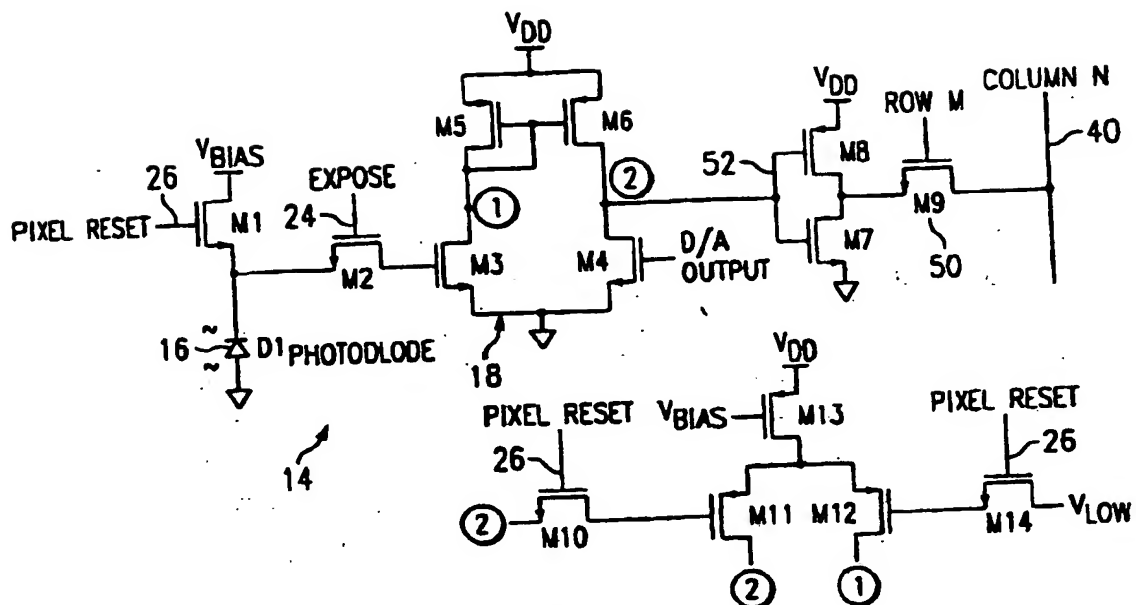 VDD
M5
M6
VBIAS
26
PIXEL RESET
M1
EXPOSE
24
M2
1
2
M3
M4
D/A
OUTPUT
18
16
~
~
D1 PHOTODIODE
14
VDD
52
M8
M7
ROW M
M9
50
COLUMN N
40
VDD
VBIAS
M13
PIXEL RESET
26
2
M10
M11
M12
2
1
PIXEL RESET
26
M14
VLOW